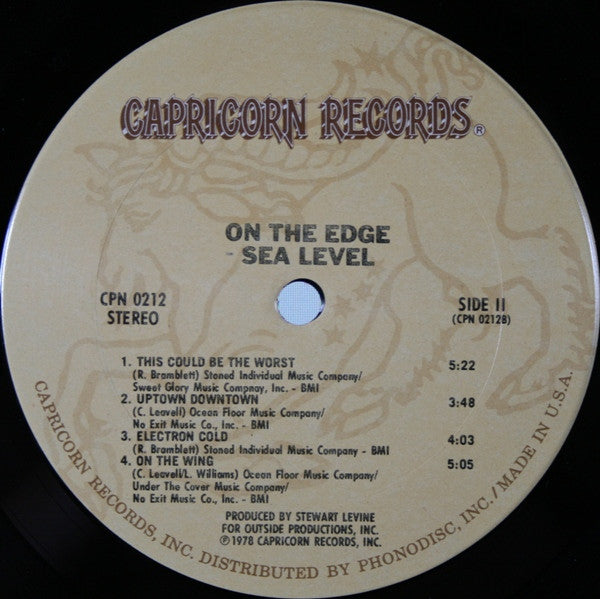 CAPRICORN RECORDS®
ON THE EDGE
SEA LEVEL
CPN 0212
STEREO
SIDE II
(CPN 0212B)
1. THIS COULD BE THE WORST 5:22
(R. Bramblett) Stoned Individual Music Company/
Sweet Glory Music Compnay, Inc. - BMI
2. UPTOWN DOWNTOWN 3:48
(C. Leavell) Ocean Floor Music Company/
No Exit Music Co., Inc. - BMI
3. ELECTRON COLD 4:03
(R. Bramblett) Stoned Individual Music Company - BMI
4. ON THE WING 5:05
(C. Leavell/L. Williams) Ocean Floor Music Company/
Under The Cover Music Company/
No Exit Music Co., Inc. - BMI
PRODUCED BY STEWART LEVINE
FOR OUTSIDE PRODUCTIONS, INC.
℗1978 CAPRICORN RECORDS, INC.
CAPRICORN RECORDS, INC. DISTRIBUTED BY PHONODISC, INC. / MADE IN U.S.A.